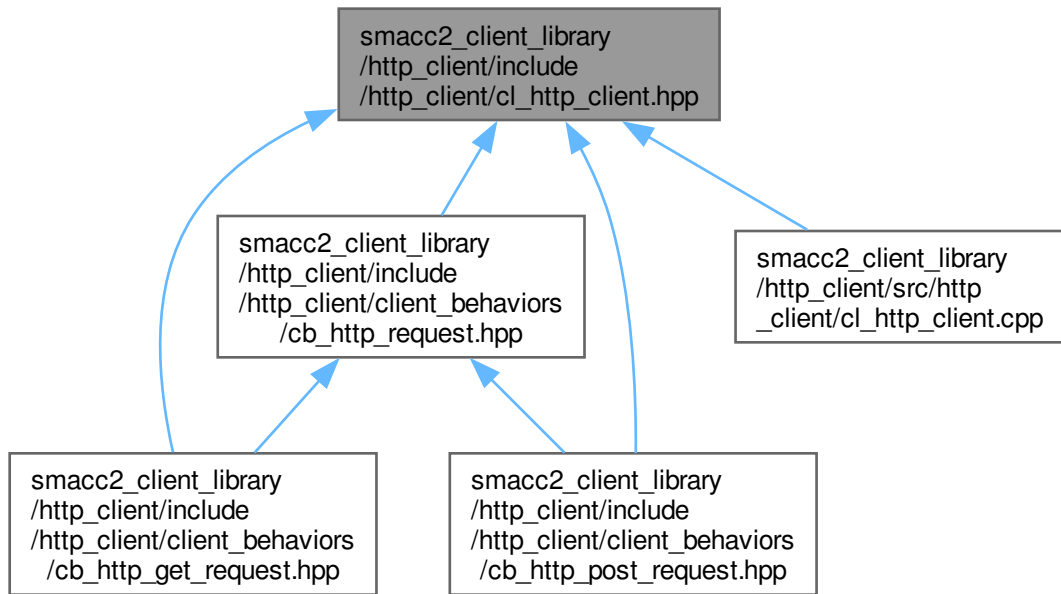 smacc2_client_library
/http_client/include
/http_client/cl_http_client.hpp
smacc2_client_library
/http_client/include
/http_client/client_behaviors
/cb_http_request.hpp
smacc2_client_library
/http_client/src/http
_client/cl_http_client.cpp
smacc2_client_library
/http_client/include
/http_client/client_behaviors
/cb_http_get_request.hpp
smacc2_client_library
/http_client/include
/http_client/client_behaviors
/cb_http_post_request.hpp